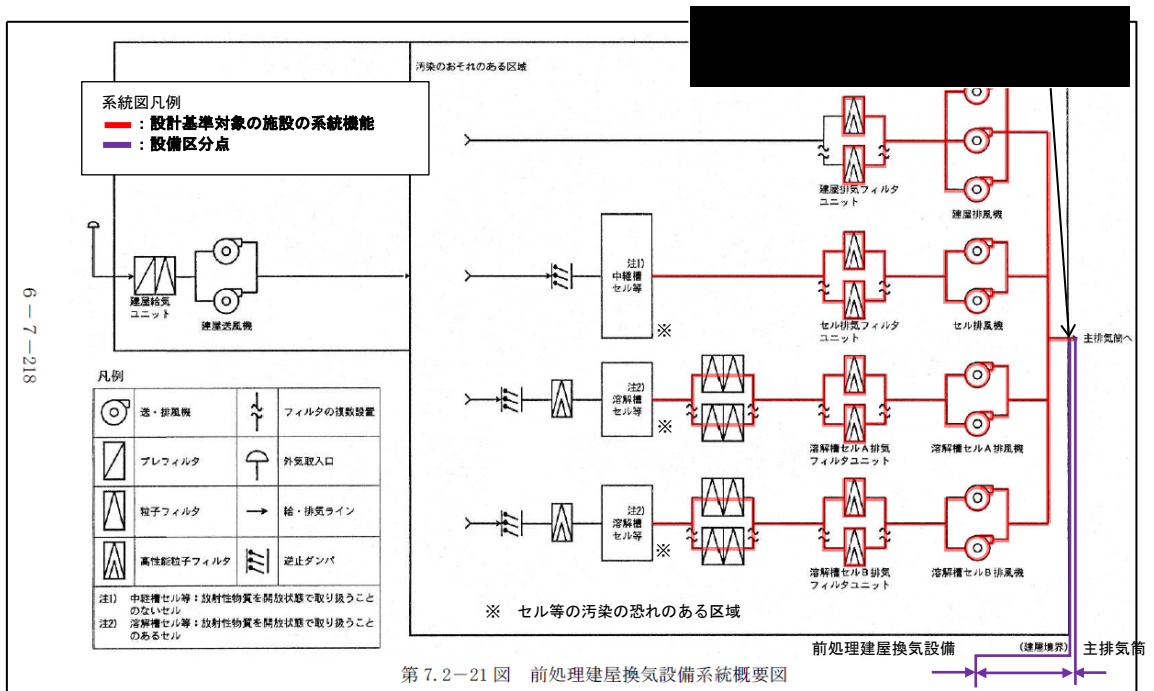 汚染のおそれのある区域
系統図凡例
：設計基準対象の施設の系統機能
：設備区分点
建屋排気フィルタ
ユニット
建屋排風機
建屋給気
ユニット
建屋送風機
注1)
中継槽
セル等
※
セル排気フィルタ
ユニット
セル排風機
主排気筒へ
6－7－218
注2)
溶解槽
セル等
※
溶解槽セルA排気
フィルタユニット
溶解槽セルA排風機
注2)
溶解槽
セル等
※
溶解槽セルB排気
フィルタユニット
溶解槽セルB排風機
凡例
送・排風機
フィルタの複数設置
プレフィルタ
外気取入口
粒子フィルタ
給・排気ライン
高性能粒子フィルタ
逆止ダンパ
注1) 中継槽セル等：放射性物質を開放状態で取り扱うこと
のないセル
注2) 溶解槽セル等：放射性物質を開放状態で取り扱うこと
のあるセル
※ セル等の汚染の恐れのある区域
前処理建屋換気設備
(建屋境界)
主排気筒
第7.2－21図 前処理建屋換気設備系統概要図